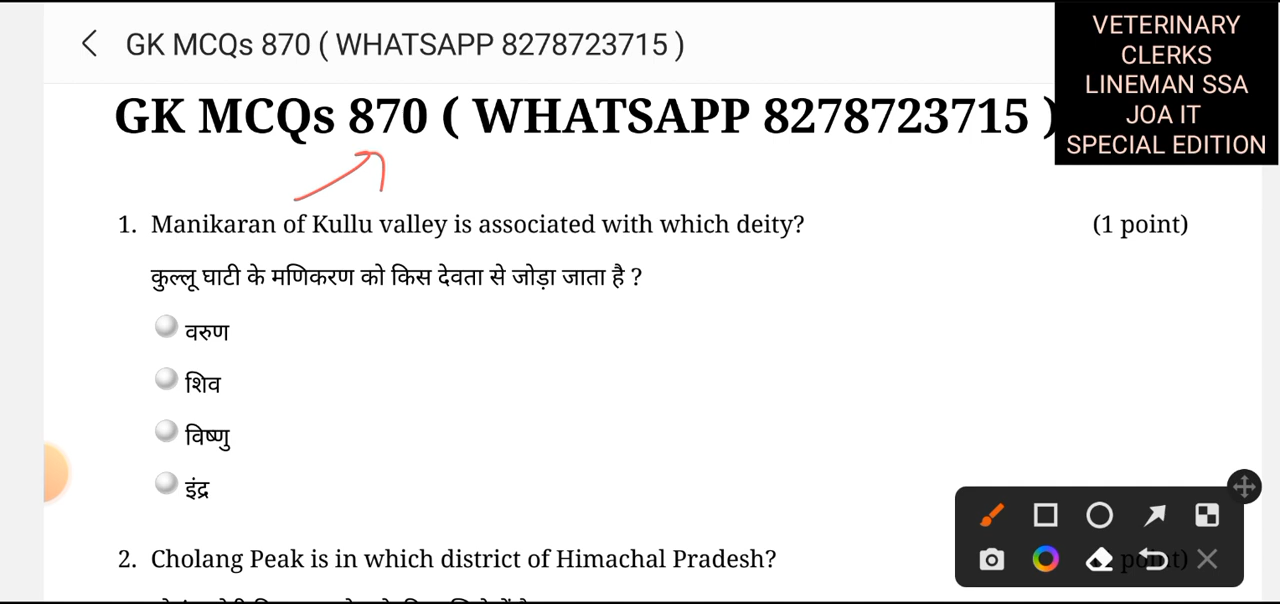 GK MCQs 870 ( WHATSAPP 8278723715 )
VETERINARY
CLERKS
LINEMAN SSA
JOA IT
SPECIAL EDITION
GK MCQs 870 ( WHATSAPP 8278723715 )
1. Manikaran of Kullu valley is associated with which deity? (1 point)
कुल्लू घाटी के मणिकरण को किस देवता से जोड़ा जाता है ?
वरुण
शिव
विष्णु
इंद्र
2. Cholang Peak is in which district of Himachal Pradesh?